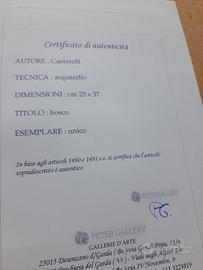 Certificato di autenticità
AUTORE : Cantarelli
TECNICA : acquarello
DIMENSIONI : cm 25 x 37
TITOLO : bosco
ESEMPLARE : unico
In base agli articoli 1490 e 1491 c.c. si certifica che l'articolo
sopradescritto è autentico
PETER GALLERY
PETER GALLERY
GALLERIE D'ARTE
25015 Desenzano d/Garda